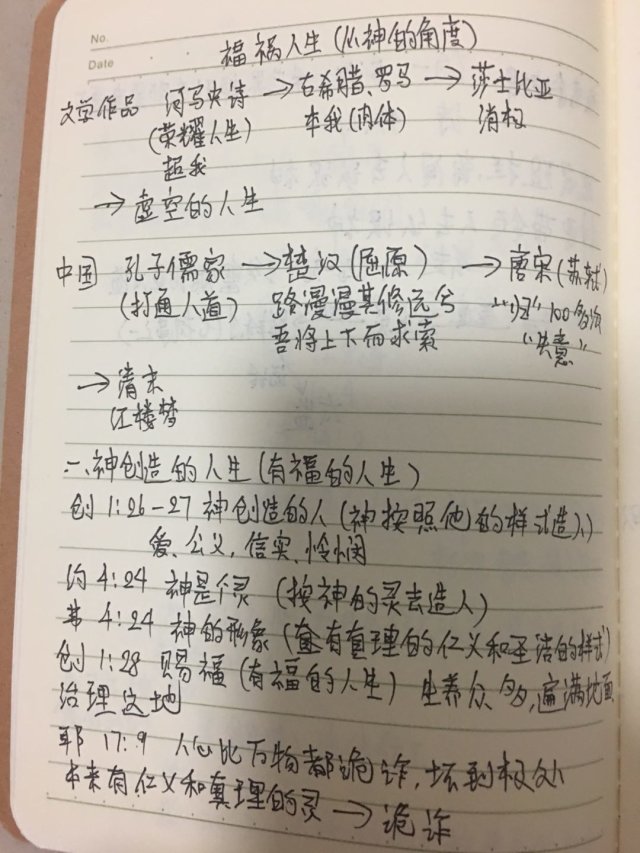 No.
Date
福祸人生(从神的角度)
文学作品 河马史诗→古希腊、罗马→莎士比亚
(荣耀人生) 本我(肉体) 消极
超我
→虚空的人生
中国 孔子儒家→楚汉(屈原)→唐宋(苏轼)
(打通人道) 路漫漫其修远兮 "归" 100多次
吾将上下而求索 "失意"
→清末
红楼梦
一、神创造的人生(有福的人生)
创1:26-27 神创造的人(神按照他的样式造人)
爱、公义,信实、怜悯
约4:24 神是个灵(按神的灵去造人)
弗4:24 神的形象(有真理的仁义和圣洁的样式)
创1:28 赐福(有福的人生) 生养众多,遍满地面
治理这地
耶17:9 人心比万物都诡诈,坏到极处
本来有仁义和真理的灵→诡诈